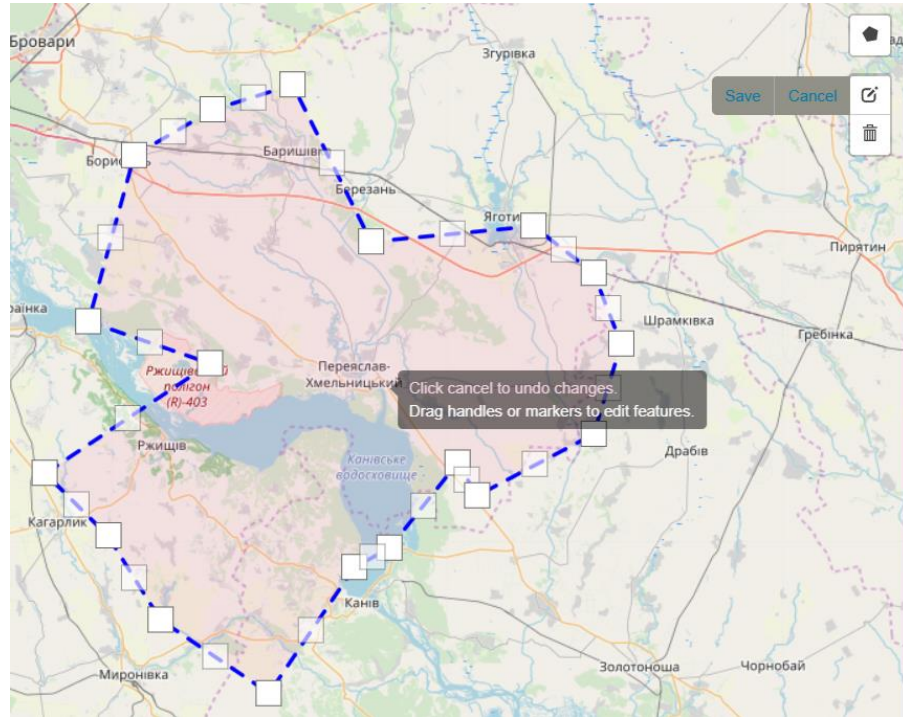 Бровари
Згурівка
Save Cancel
Баришів
Березань
Яготи
Пирятин
раїнка
Шрамківка
Гребінка
Переяслав-
Хмельницький
Click cancel to undo changes
Drag handles or markers to edit features.
полігон
(R)-403
Ржищів
Канівське
водосховище
Драбів
Кагарлик
Канів
Миронівка
Золотоноша
Чорнобай